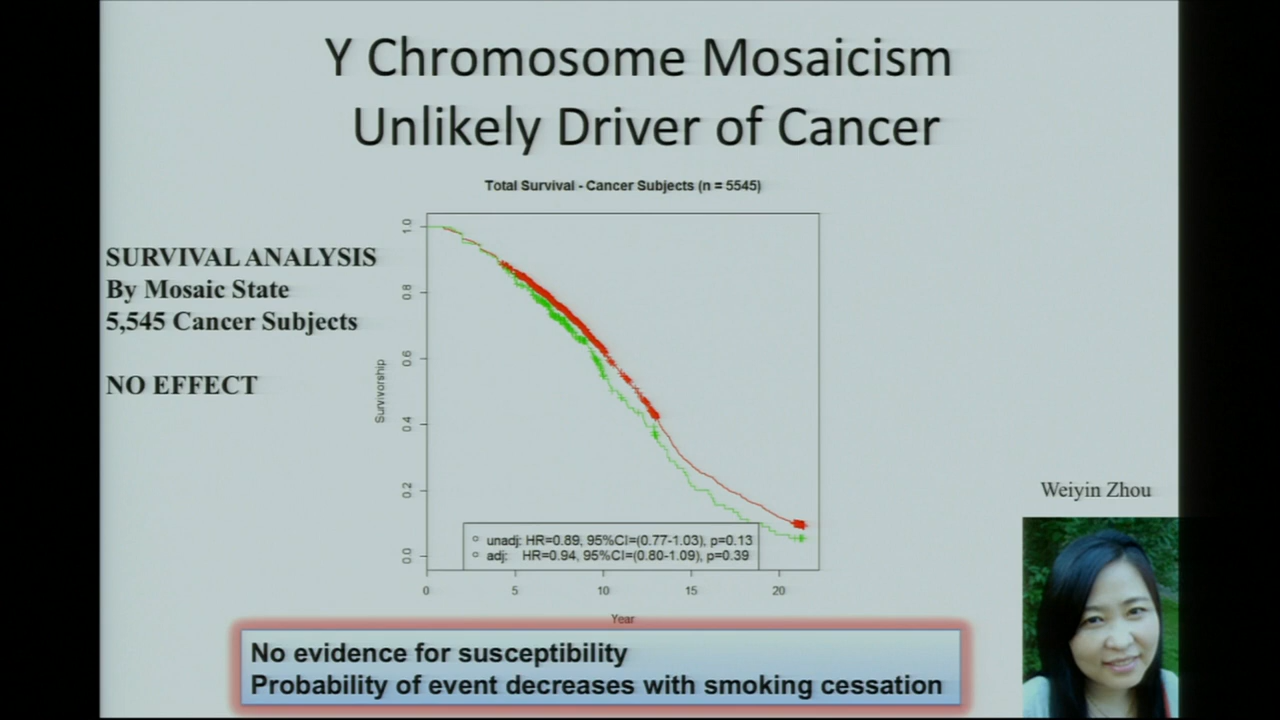 Y Chromosome Mosaicism
Unlikely Driver of Cancer
SURVIVAL ANALYSIS
By Mosaic State
5,545 Cancer Subjects
NO EFFECT
Total Survival - Cancer Subjects (n = 5545)
Survivorship
1.0
0.8
0.6
0.4
0.2
0.0
unadj: HR=0.89, 95%CI=(0.77-1.03), p=0.13
adj: HR=0.94, 95%CI=(0.80-1.09), p=0.39
0 5 10 15 20
Year
Weiyin Zhou
No evidence for susceptibility
Probability of event decreases with smoking cessation